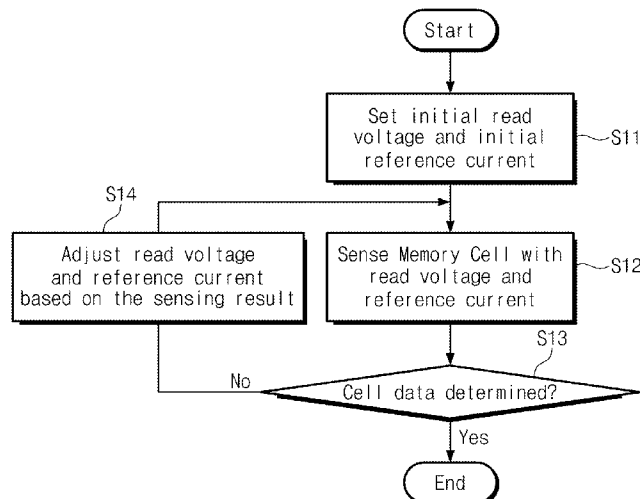 Start
Set initial read
voltage and initial
reference current
S11
S14
Adjust read voltage
and reference current
based on the sensing result
Sense Memory Cell with
read voltage and
reference current
S12
S13
No
Cell data determined?
Yes
End